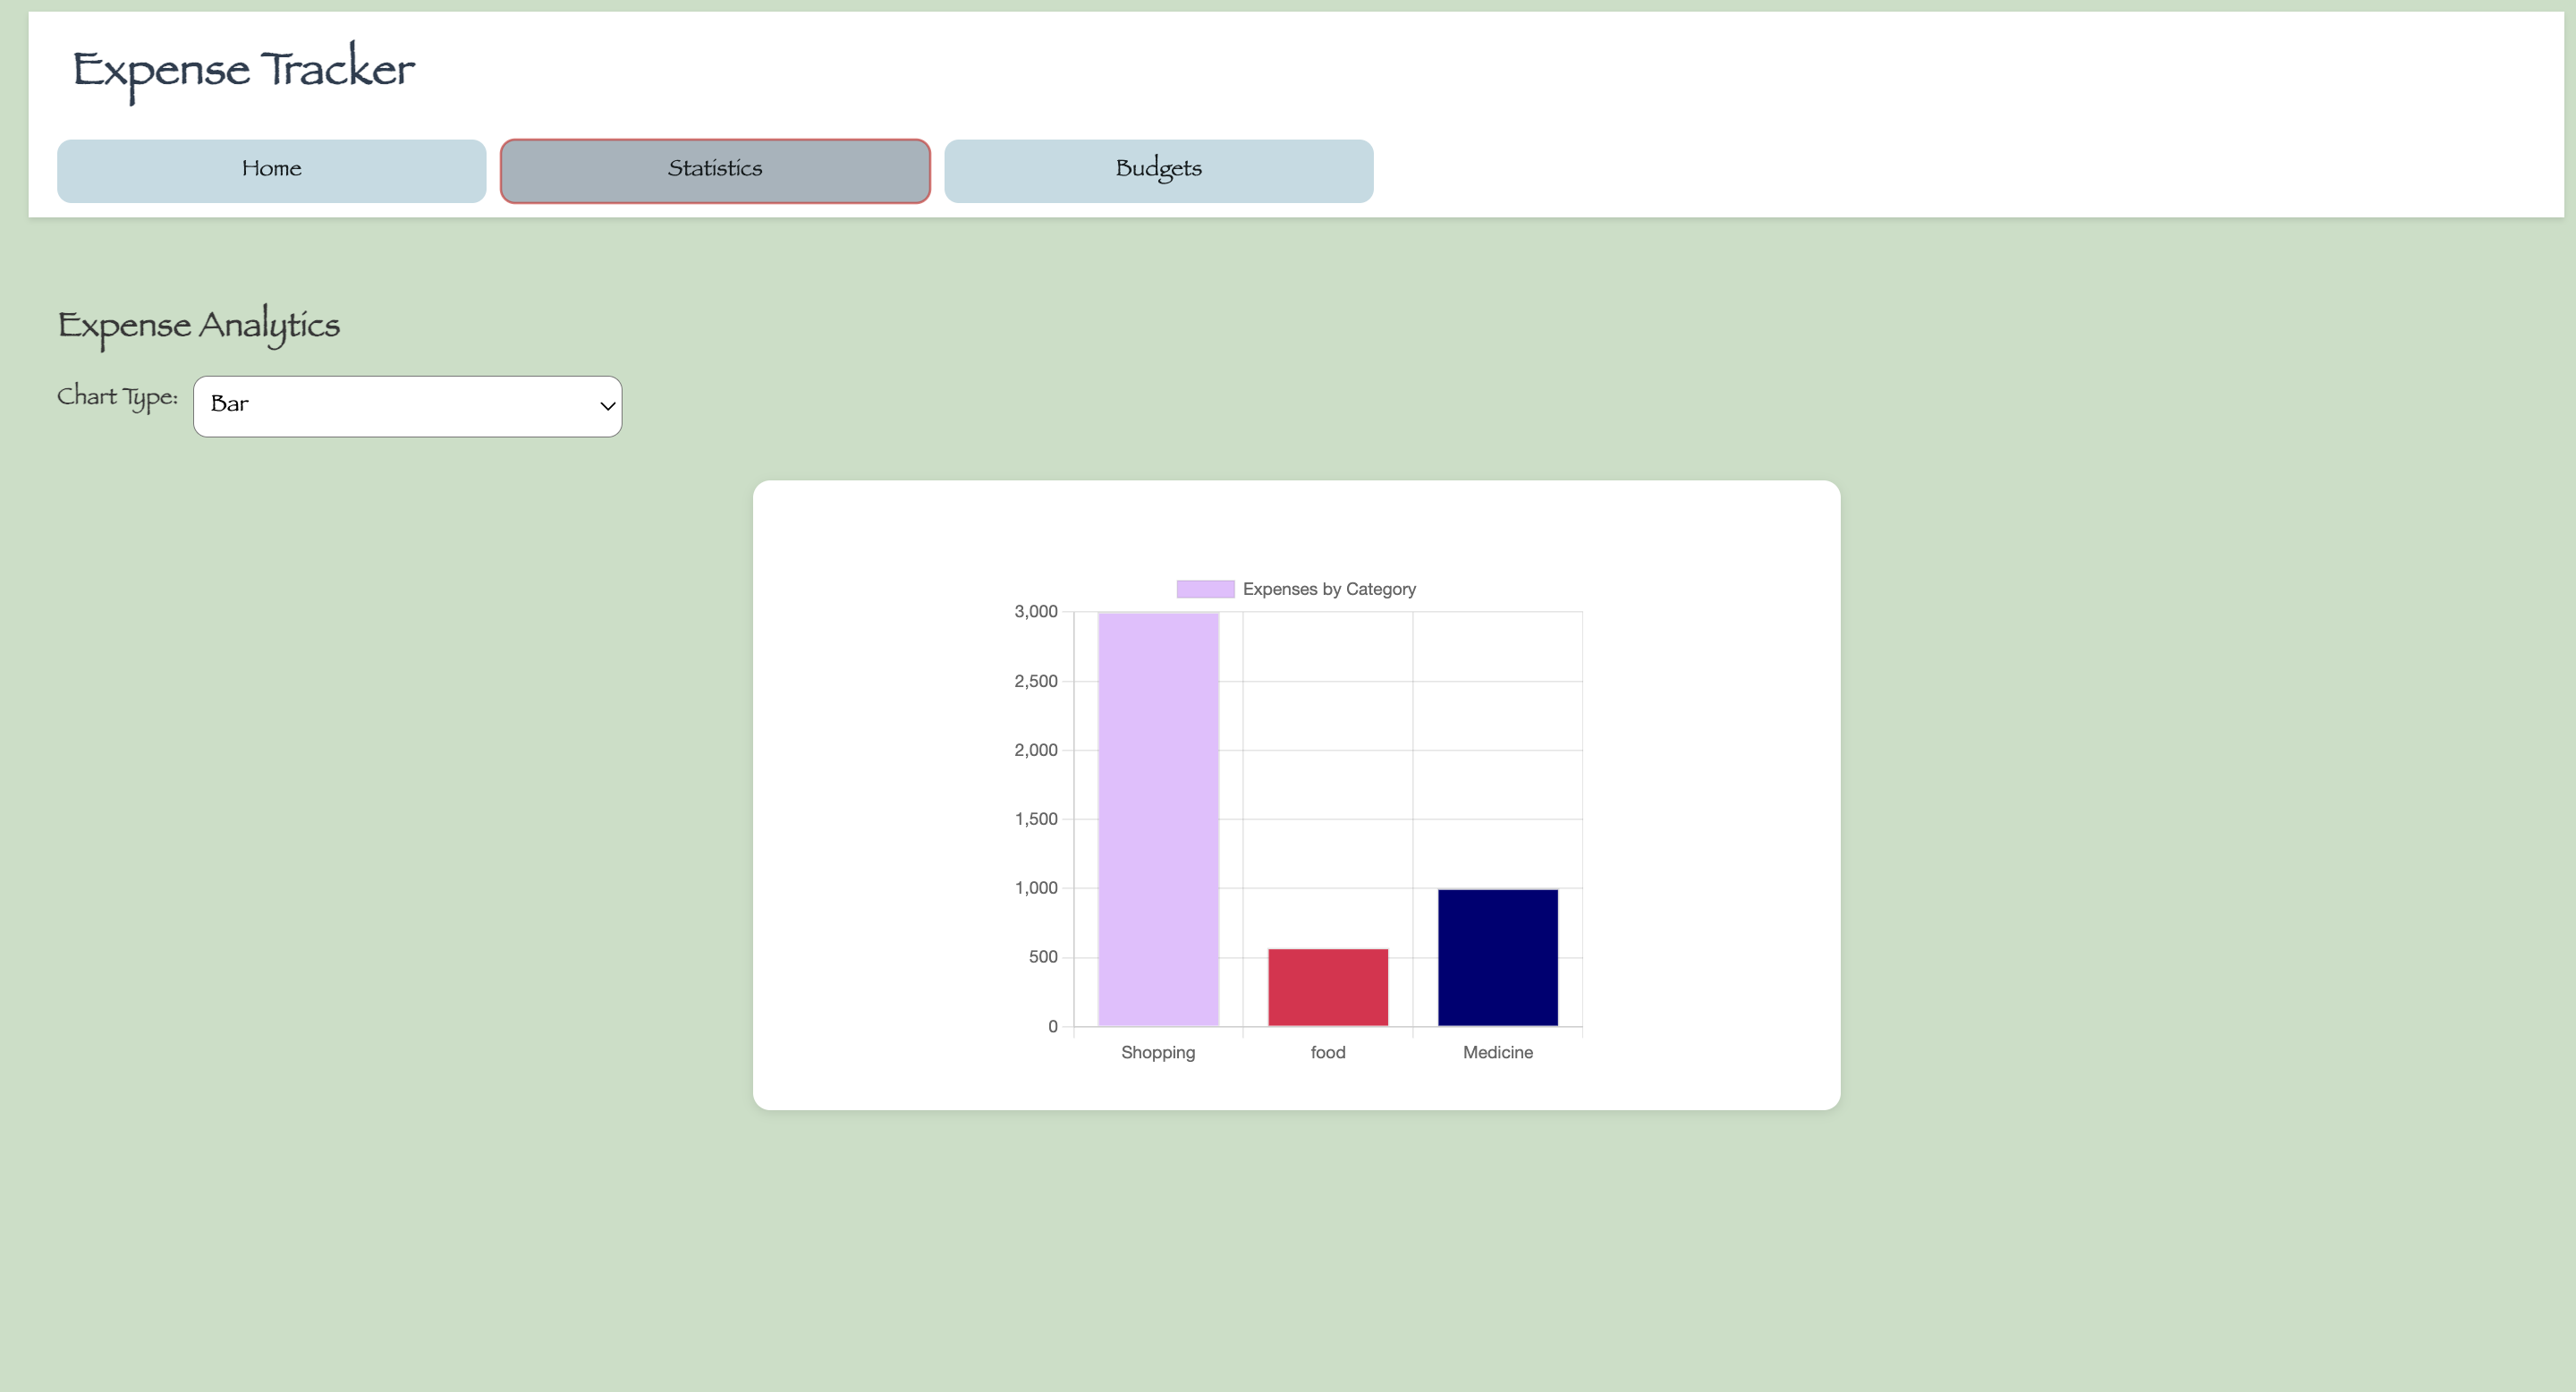 Expense Tracker
Home Statistics Budgets
Expense Analytics
Chart Type: Bar
Expenses by Category
3,000
2,500
2,000
1,500
1,000
500
0
Shopping food Medicine